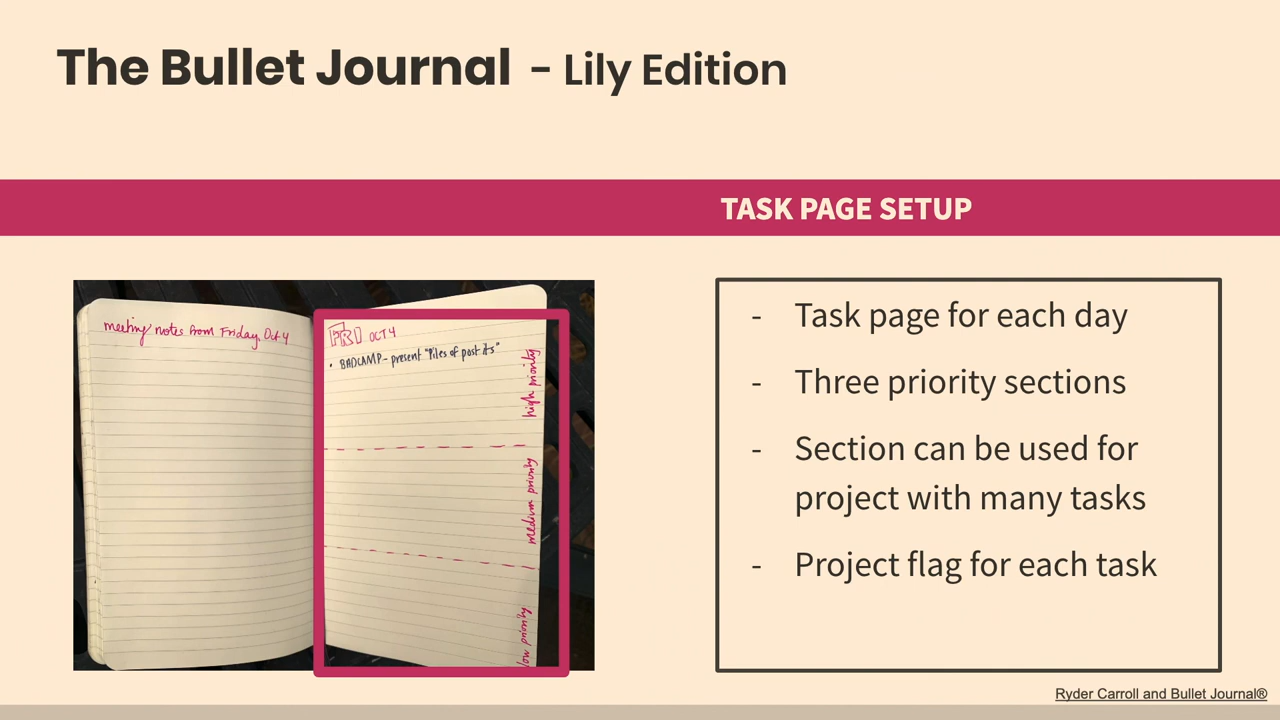 The Bullet Journal - Lily Edition
TASK PAGE SETUP
meeting notes from Friday, Oct 4
FRI OCT 4
• BADCAMP - present "Piles of post its"
high priority
medium priority
low priority
- Task page for each day
- Three priority sections
- Section can be used for
project with many tasks
- Project flag for each task
Ryder Carroll and Bullet Journal®